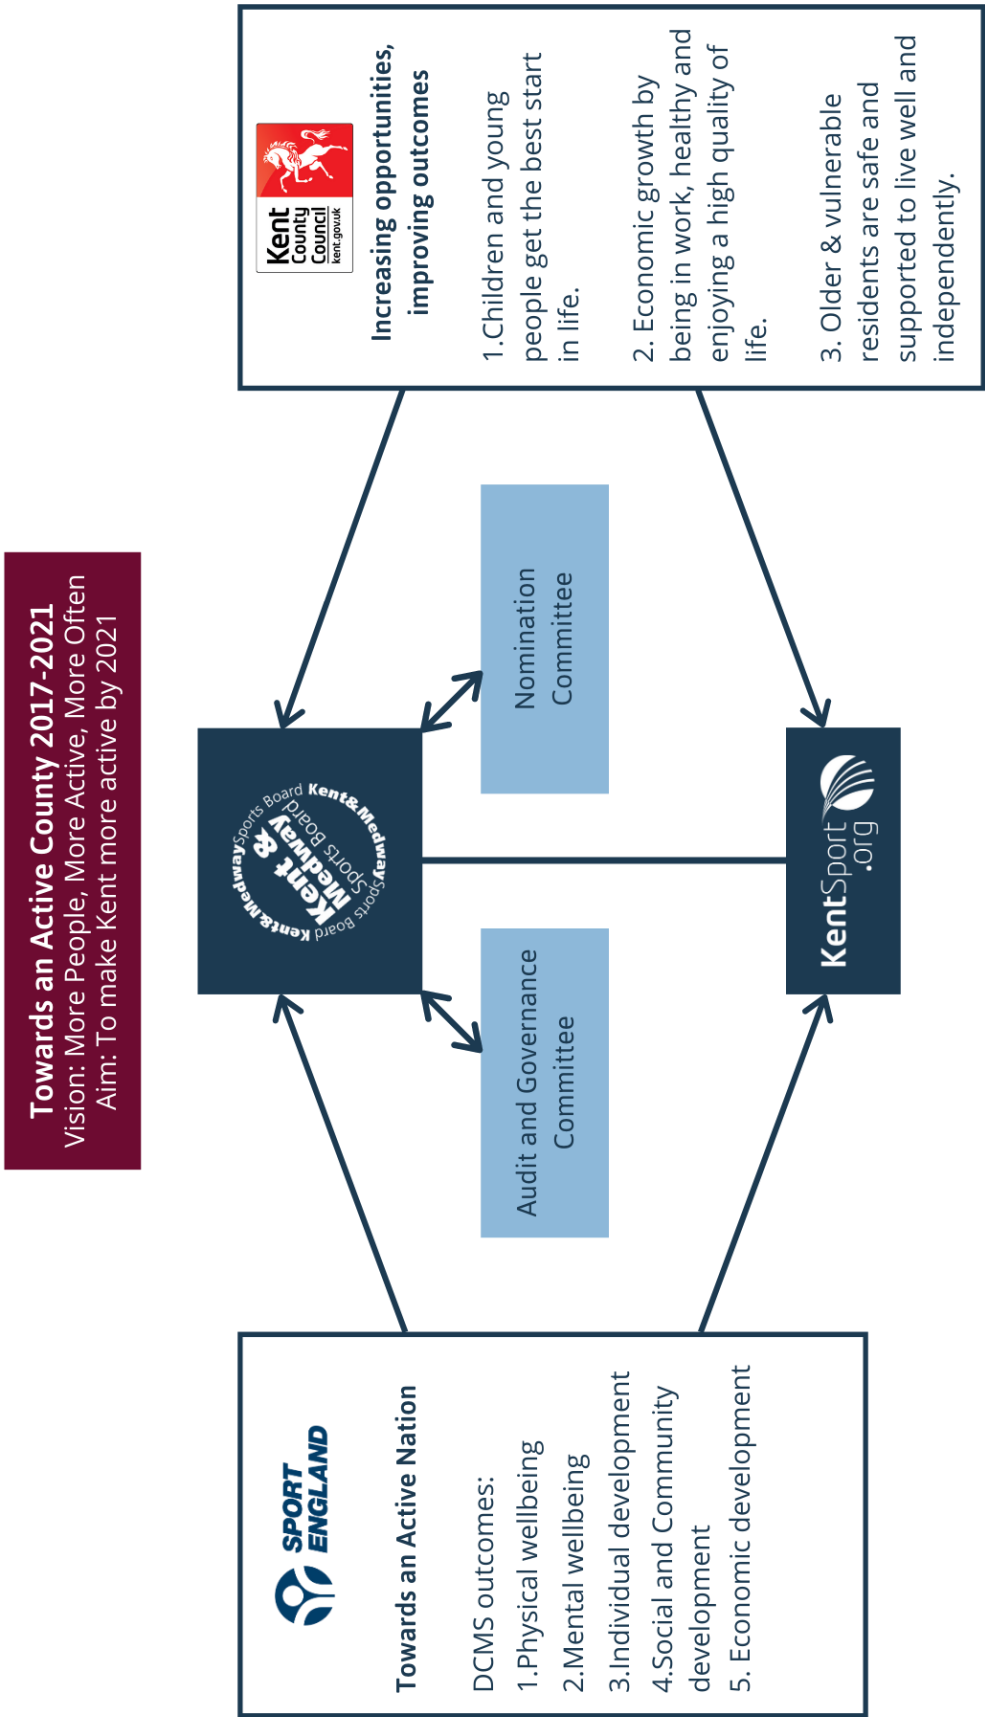 Towards an Active County 2017-2021
Vision: More People, More Active, More Often
Aim: To make Kent more active by 2021
SPORT
ENGLAND
Towards an Active Nation
DCMS outcomes:
1.Physical wellbeing
2.Mental wellbeing
3.Individual development
4.Social and Community
development
5. Economic development
Kent&MedwaySports Board Kent&MedwaySports Board
Kent &
Medway
Sports Board
Audit and Governance
Committee
Nomination
Committee
KentSport
.org
Kent
County
Council
kent.gov.uk
Increasing opportunities,
improving outcomes
1.Children and young
people get the best start
in life.
2. Economic growth by
being in work, healthy and
enjoying a high quality of
life.
3. Older & vulnerable
residents are safe and
supported to live well and
independently.